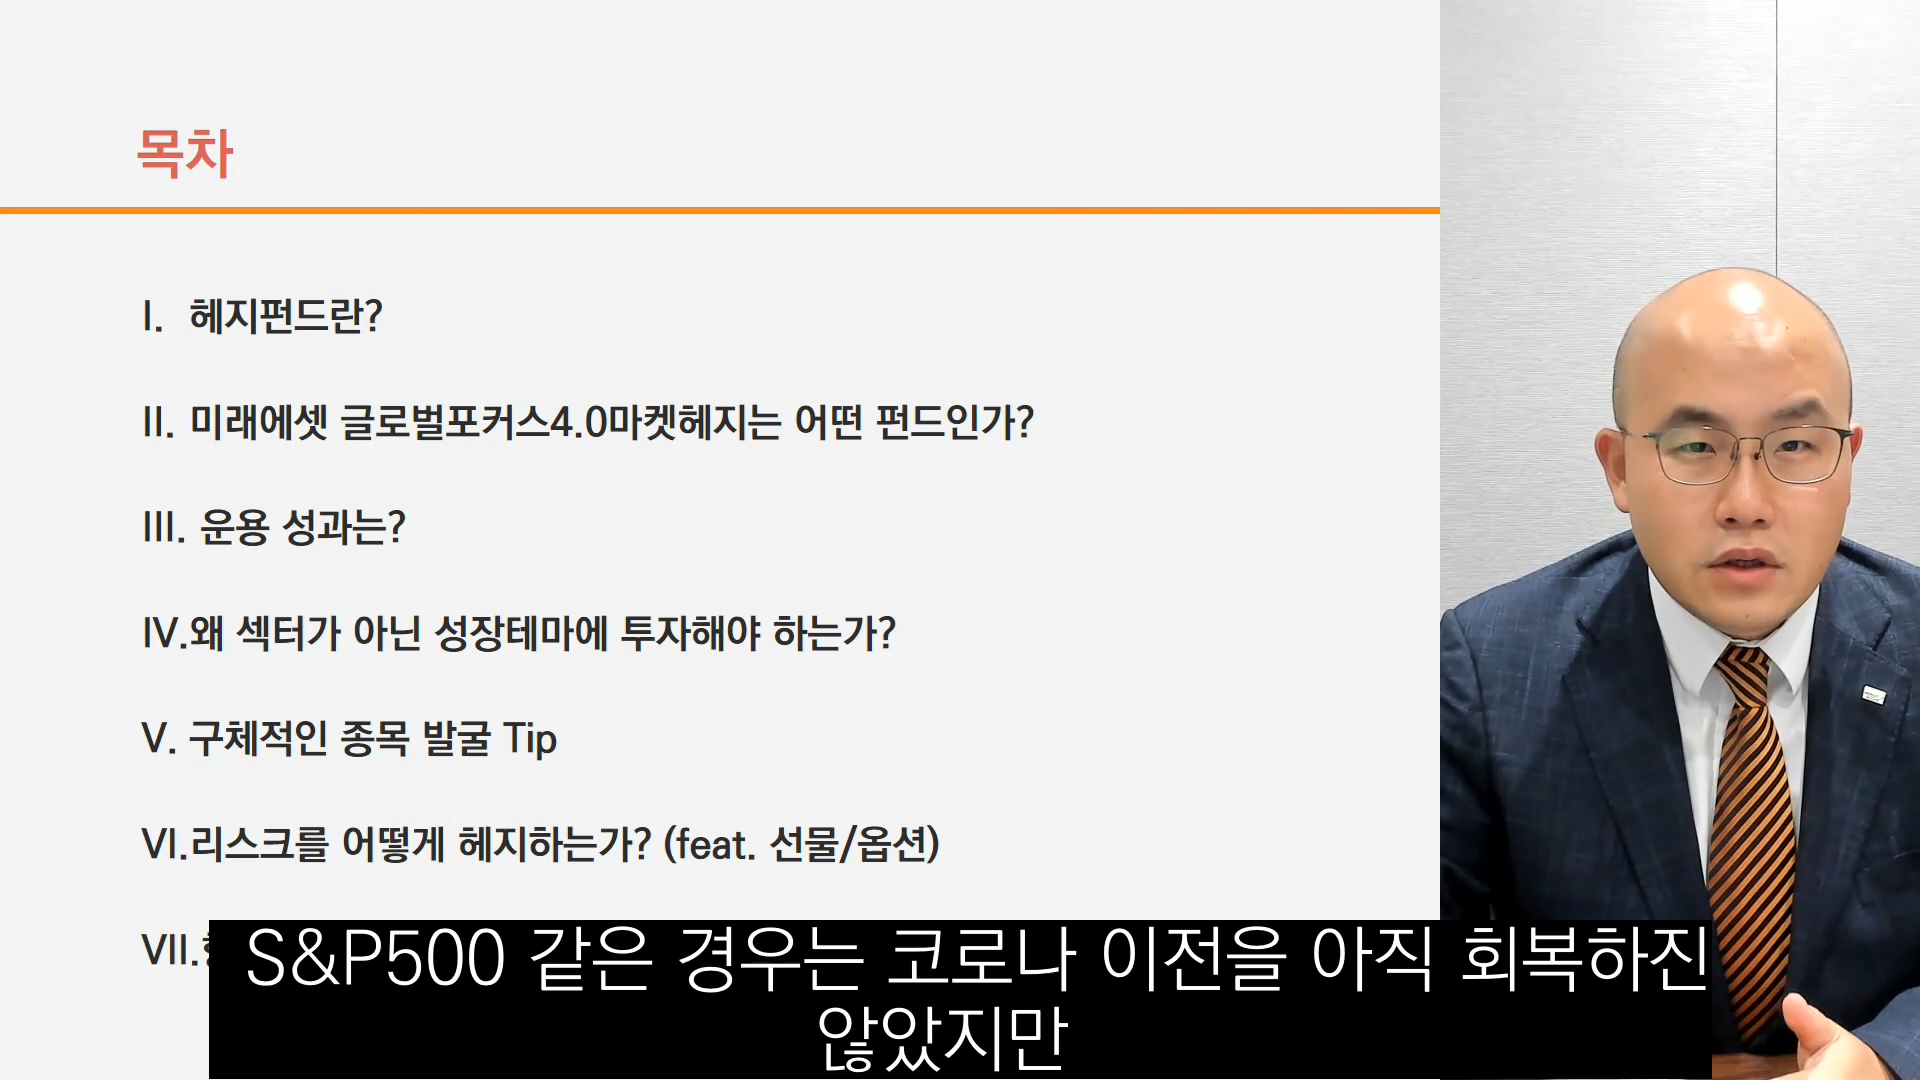 목차
I. 헤지펀드란?
II. 미래에셋 글로벌포커스4.0마켓헤지는 어떤 펀드인가?
III. 운용 성과는?
IV.왜 섹터가 아닌 성장테마에 투자해야 하는가?
V. 구체적인 종목 발굴 Tip
VI.리스크를 어떻게 헤지하는가? (feat. 선물/옵션)
VII.
S&P500 같은 경우는 코로나 이전을 아직 회복하진
않았지만